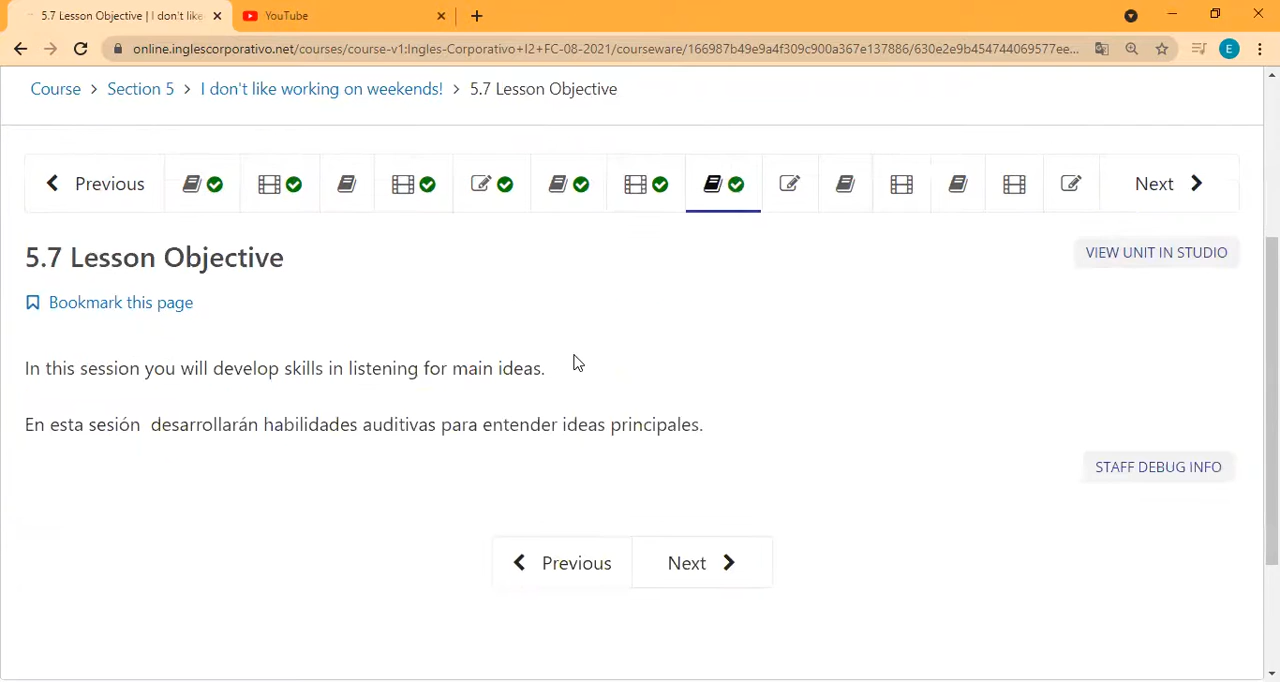 5.7 Lesson Objective | I don't like
YouTube
online.inglescorporativo.net/courses/course-v1:Ingles-Corporativo+I2+FC-08-2021/courseware/166987b49e9a4f309c900a367e137886/630e2e9b454744069577ee...
E
Course > Section 5 > I don't like working on weekends! > 5.7 Lesson Objective
Previous
Next
5.7 Lesson Objective
VIEW UNIT IN STUDIO
Bookmark this page
In this session you will develop skills in listening for main ideas.
En esta sesión desarrollarán habilidades auditivas para entender ideas principales.
STAFF DEBUG INFO
Previous
Next